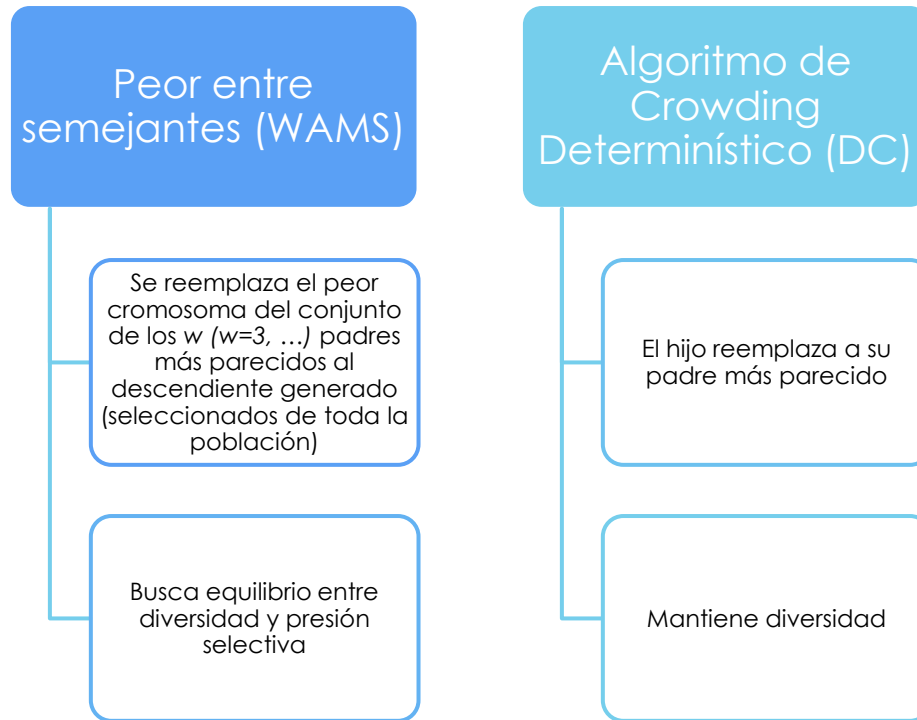 Peor entre
semejantes (WAMS)
Se reemplaza el peor
cromosoma del conjunto
de los w (w=3, …) padres
más parecidos al
descendiente generado
(seleccionados de toda la
población)
Busca equilibrio entre
diversidad y presión
selectiva
Algoritmo de
Crowding
Determinístico (DC)
El hijo reemplaza a su
padre más parecido
Mantiene diversidad